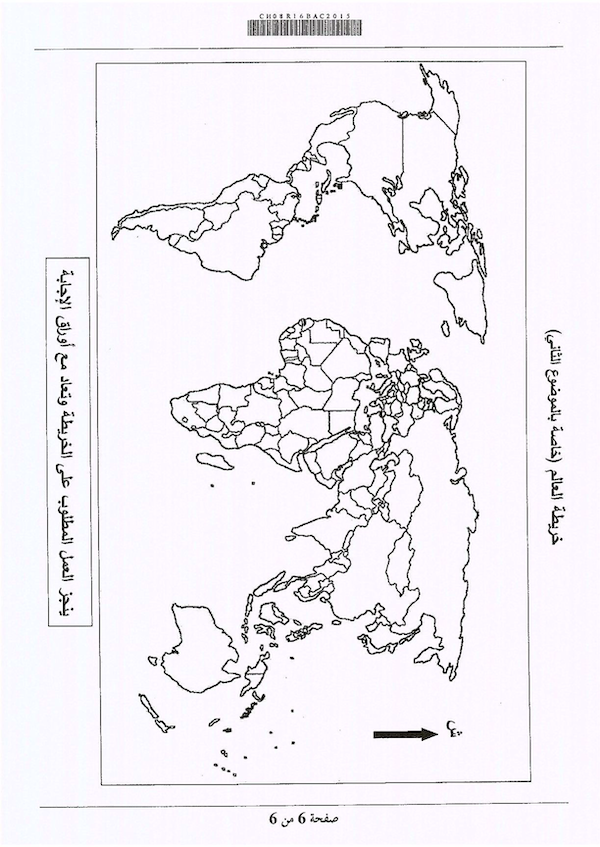 CH08R16BAC2015
خريطة العالم (خاصة بالموضوع الثاني)
ش
ينجز العمل المطلوب على الخريطة وتعاد مع أوراق الإجابة
صفحة 6 من 6